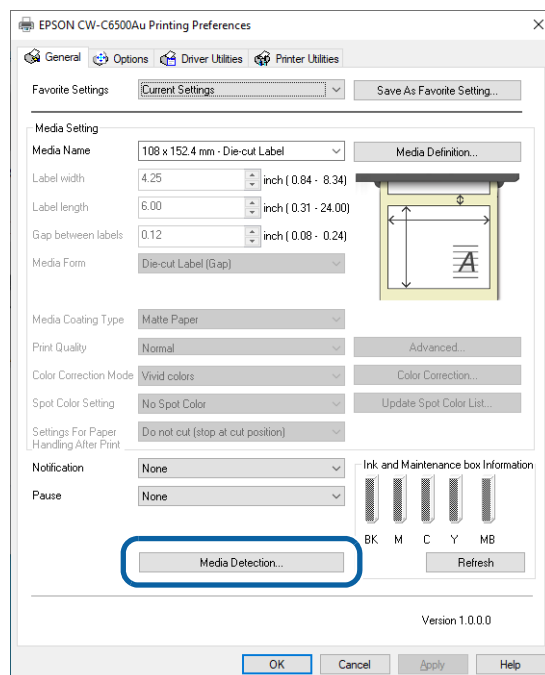 EPSON CW-C6500Au Printing Preferences
General Options Driver Utilities Printer Utilities
Favorite Settings Current Settings Save As Favorite Setting...
Media Setting
Media Name 108 x 152.4 mm - Die-cut Label Media Definition...
Label width 4.25 inch ( 0.84 - 8.34)
Label length 6.00 inch ( 0.31 - 24.00)
Gap between labels 0.12 inch ( 0.08 - 0.24)
Media Form Die-cut Label (Gap)
A
Media Coating Type Matte Paper
Print Quality Normal Advanced...
Color Correction Mode Vivid colors Color Correction...
Spot Color Setting No Spot Color Update Spot Color List...
Settings For Paper
Handling After Print Do not cut (stop at cut position)
Notification None Ink and Maintenance box Information
Pause None
BK M C Y MB
Media Detection... Refresh
Version 1.0.0.0
OK Cancel Apply Help